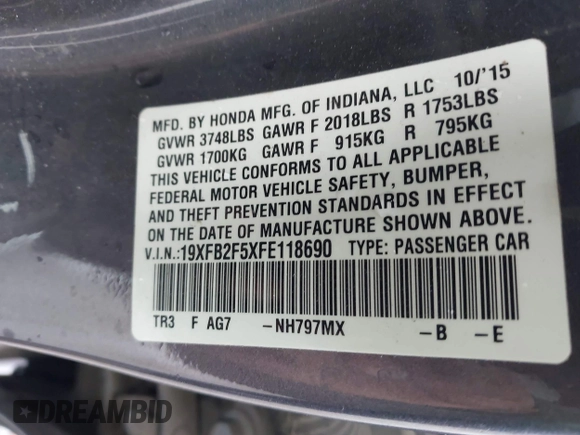 MFD. BY HONDA MFG. OF INDIANA, LLC 10/'15
GVWR 3748LBS GAWR F 2018LBS R 1753LBS
GVWR 1700KG GAWR F 915KG R 795KG
THIS VEHICLE CONFORMS TO ALL APPLICABLE
FEDERAL MOTOR VEHICLE SAFETY, BUMPER,
AND THEFT PREVENTION STANDARDS IN EFFECT
ON THE DATE OF MANUFACTURE SHOWN ABOVE.
V.I.N.:19XFB2F5XFE118690 TYPE: PASSENGER CAR
TR3 F AG7 -NH797MX -B -E
DREAMBID